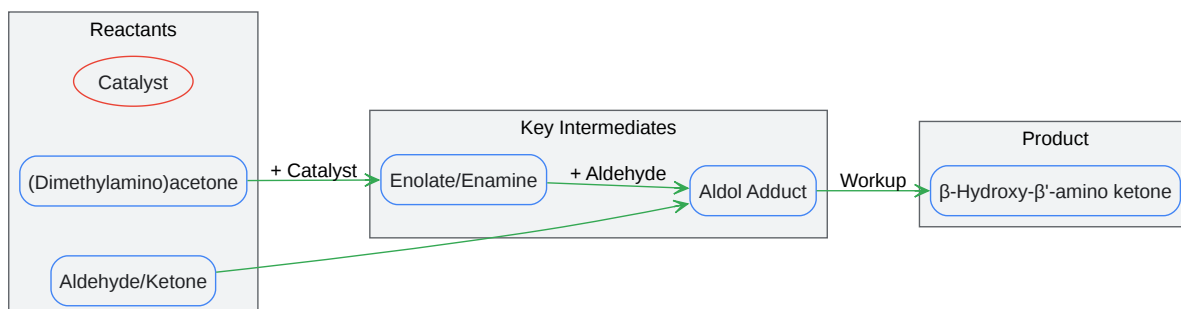 Reactants
Catalyst
(Dimethylamino)acetone
Aldehyde/Ketone
+ Catalyst
Key Intermediates
Enolate/Enamine
+ Aldehyde
Aldol Adduct
Workup
Product
β-Hydroxy-β'-amino ketone